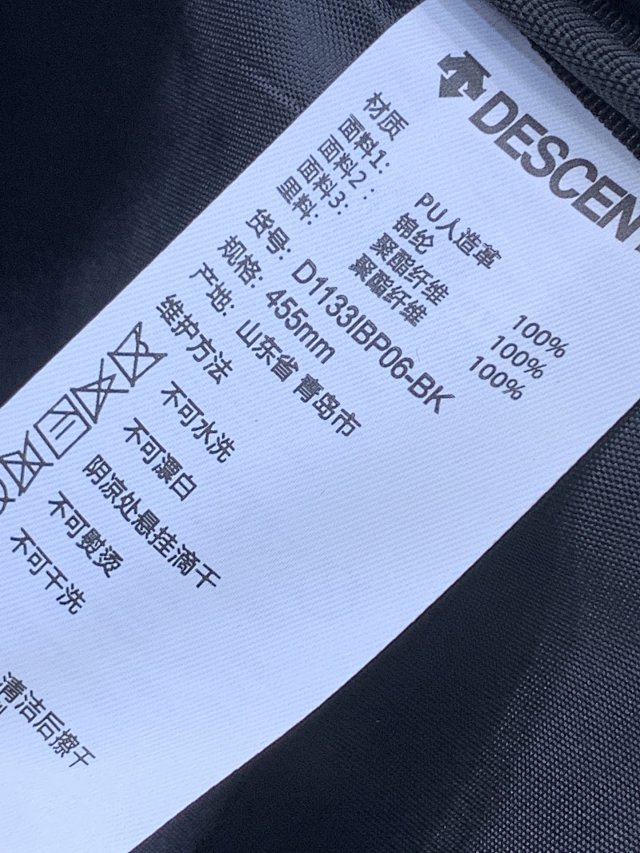 DESCEN
材质
面料1: PU人造革
面料2: 锦纶 100%
面料3: 聚酯纤维 100%
里料: 聚酯纤维 100%
货号: D1133IBP06-BK
规格: 455mm
产地: 山东省 青岛市
维护方法
不可水洗
不可漂白
阴凉处悬挂滴干
不可熨烫
不可干洗
清洁后擦干